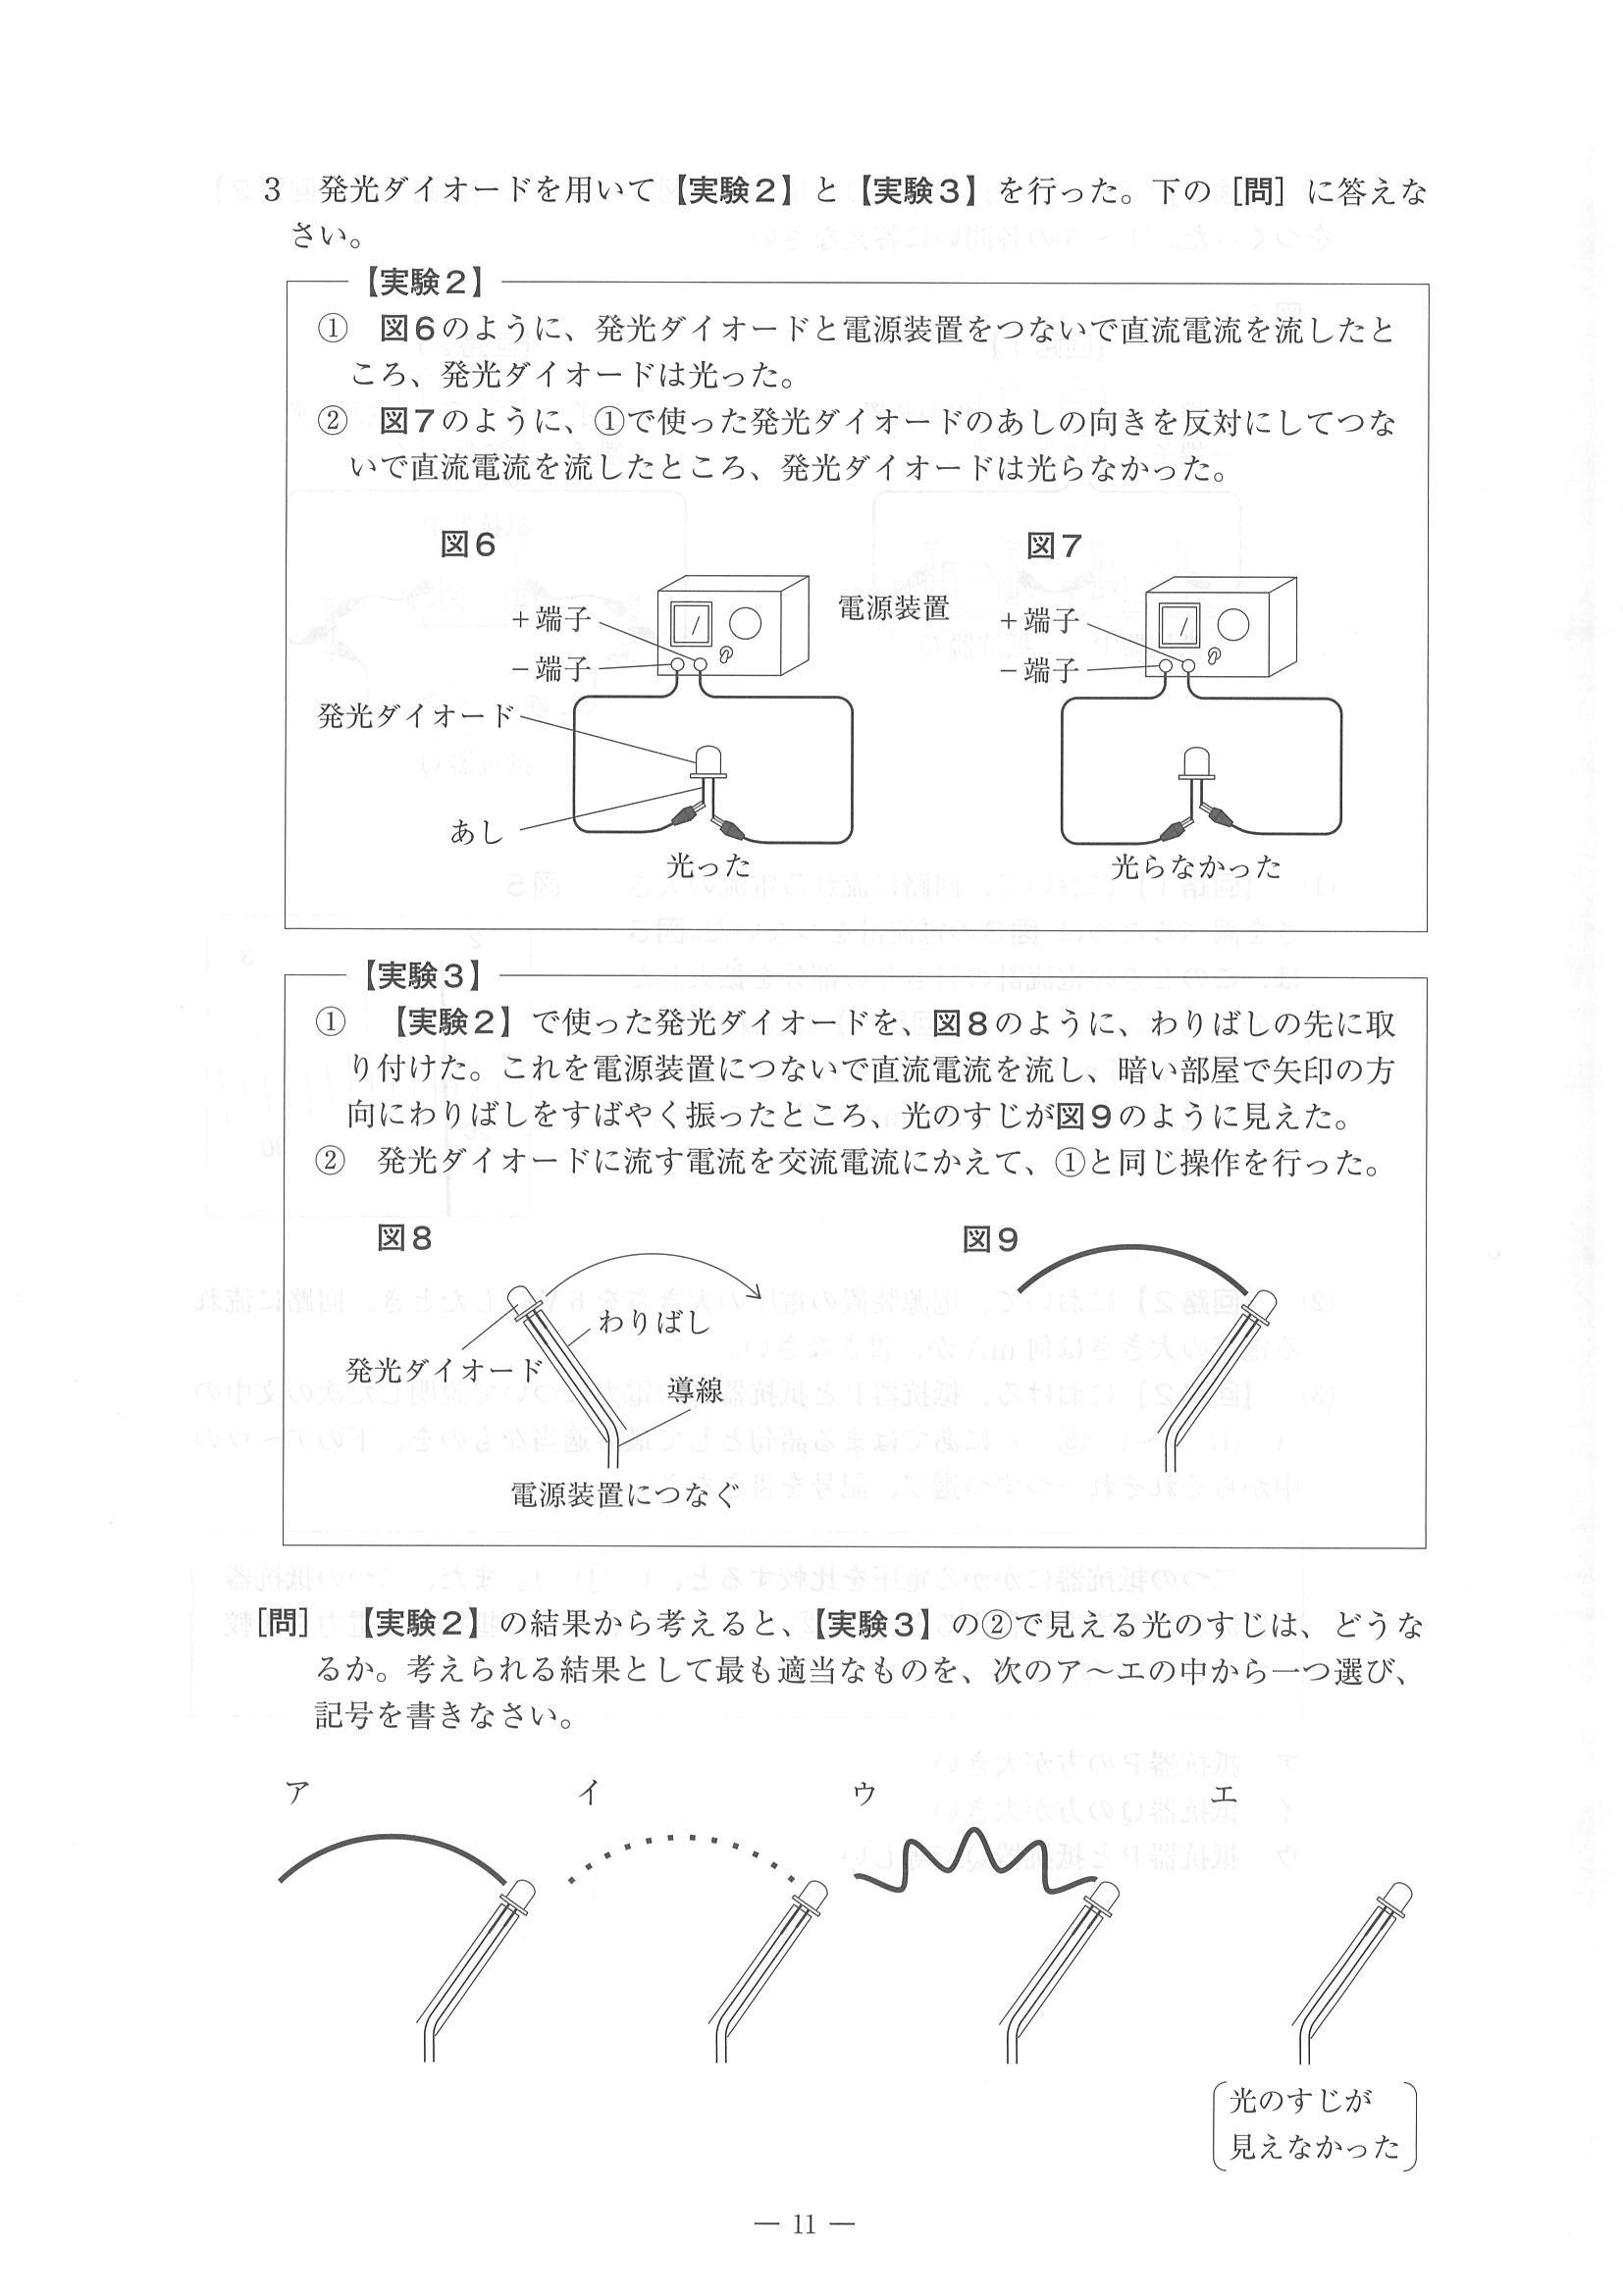 3　発光ダイオードを用いて【実験2】と【実験3】を行った。下の［問］に答えな
さい。
【実験2】
①　図6のように、発光ダイオードと電源装置をつないで直流電流を流したと
ころ、発光ダイオードは光った。
②　図7のように、①で使った発光ダイオードのあしの向きを反対にしてつな
いで直流電流を流したところ、発光ダイオードは光らなかった。
図6
図7
電源装置
＋端子
－端子
発光ダイオード
あし
光った
＋端子
－端子
光らなかった
【実験3】
①　【実験2】で使った発光ダイオードを、図8のように、わりばしの先に取
り付けた。これを電源装置につないで直流電流を流し、暗い部屋で矢印の方
向にわりばしをすばやく振ったところ、光のすじが図9のように見えた。
②　発光ダイオードに流す電流を交流電流にかえて、①と同じ操作を行った。
図8
図9
わりばし
発光ダイオード
導線
電源装置につなぐ
［問］　【実験2】の結果から考えると、【実験3】の②で見える光のすじは、どうな
るか。考えられる結果として最も適当なものを、次のア～エの中から一つ選び、
記号を書きなさい。
ア　イ　ウ　エ
光のすじが
見えなかった
― 11 ―